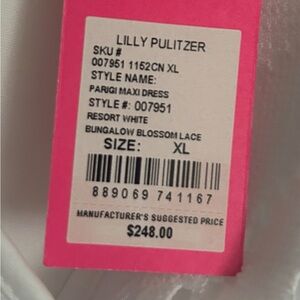 LILLY PULITZER
SKU #
007951 1152CN XL
STYLE NAME:
PARIGI MAXI DRESS
STYLE #: 007951
RESORT WHITE
BUNGALOW BLOSSOM LACE
SIZE: XL
889069 741167
MANUFACTURER'S SUGGESTED PRICE
$248.00